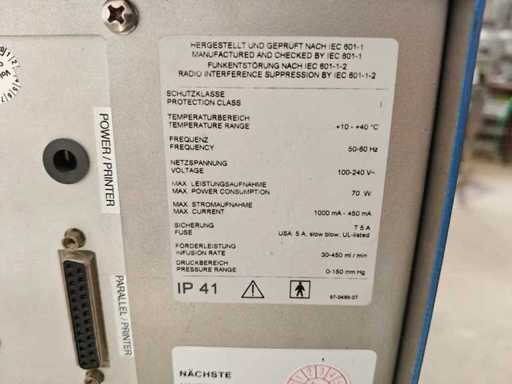 HERGESTELLT UND GEPRÜFT NACH IEC 601-1
MANUFACTURED AND CHECKED BY IEC 601-1
FUNKENTSTÖRUNG NACH IEC 601-1-2
RADIO INTERFERENCE SUPPRESSION BY IEC 601-1-2
SCHUTZKLASSE
PROTECTION CLASS I
TEMPERATURBEREICH
TEMPERATURE RANGE +10 - +40 °C
FREQUENZ
FREQUENCY 50-60 Hz
NETZSPANNUNG
VOLTAGE 100-240 V~
MAX. LEISTUNGSAUFNAHME
MAX. POWER CONSUMPTION 70 W
MAX. STROMAUFNAHME
MAX. CURRENT 1000 mA - 450 mA
SICHERUNG T 5 A
FUSE USA: 5 A, slow blow, UL-listed
FÖRDERLEISTUNG
INFUSION RATE 30-450 ml / min
DRUCKBEREICH
PRESSURE RANGE 0-150 mm Hg
IP 41
POWER / PRINTER
PARALLEL / PRINTER
NÄCHSTE